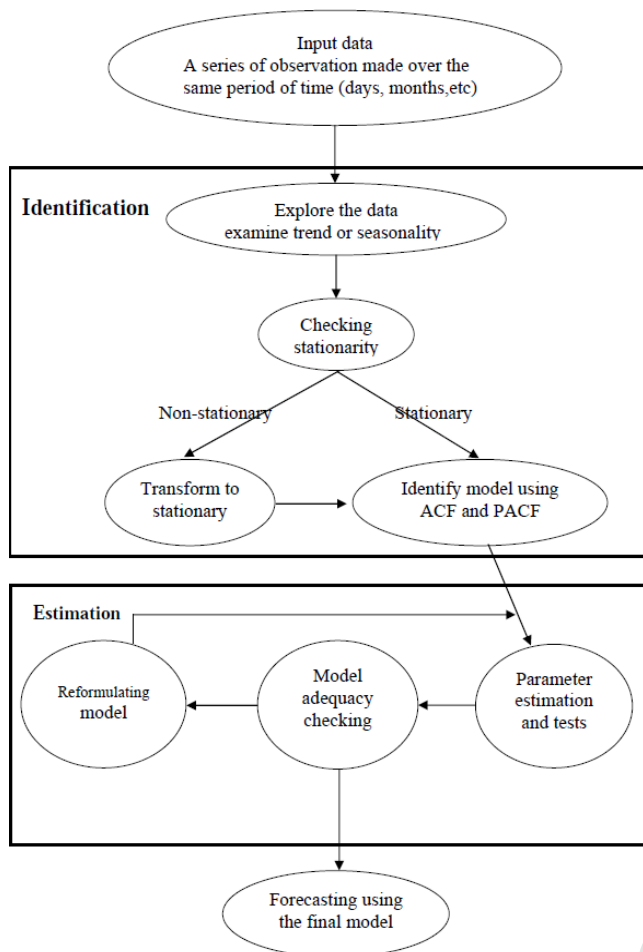 Input data
A series of observation made over the
same period of time (days, months,etc)
Identification
Explore the data
examine trend or seasonality
Checking
stationarity
Non-stationary
Stationary
Transform to
stationary
Identify model using
ACF and PACF
Estimation
Reformulating
model
Model
adequacy
checking
Parameter
estimation
and tests
Forecasting using
the final model